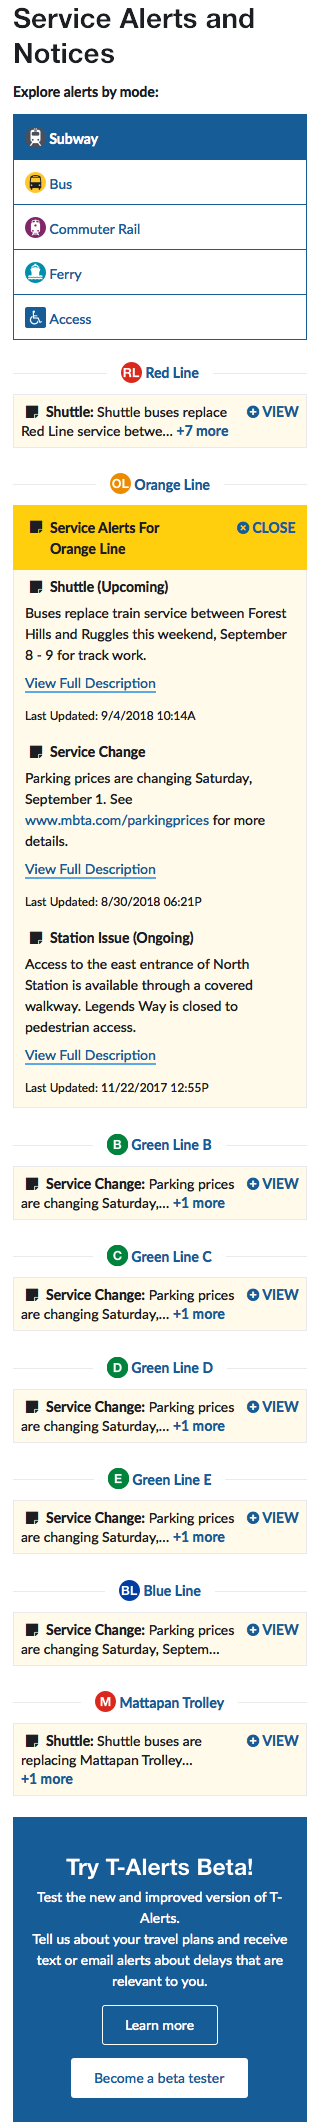 Service Alerts and
Notices
Explore alerts by mode:
Subway
Bus
Commuter Rail
Ferry
Access
RL Red Line
Shuttle: Shuttle buses replace
Red Line service betwe... +7 more
VIEW
OL Orange Line
Service Alerts For
Orange Line
CLOSE
Shuttle (Upcoming)
Buses replace train service between Forest
Hills and Ruggles this weekend, September
8 - 9 for track work.
View Full Description
Last Updated: 9/4/2018 10:14A
Service Change
Parking prices are changing Saturday,
September 1. See
www.mbta.com/parkingprices for more
details.
View Full Description
Last Updated: 8/30/2018 06:21P
Station Issue (Ongoing)
Access to the east entrance of North
Station is available through a covered
walkway. Legends Way is closed to
pedestrian access.
View Full Description
Last Updated: 11/22/2017 12:55P
B Green Line B
Service Change: Parking prices
are changing Saturday,... +1 more
VIEW
C Green Line C
Service Change: Parking prices
are changing Saturday,... +1 more
VIEW
D Green Line D
Service Change: Parking prices
are changing Saturday,... +1 more
VIEW
E Green Line E
Service Change: Parking prices
are changing Saturday,... +1 more
VIEW
BL Blue Line
Service Change: Parking prices
are changing Saturday, Septem...
VIEW
M Mattapan Trolley
Shuttle: Shuttle buses are
replacing Mattapan Trolley...
+1 more
VIEW
Try T-Alerts Beta!
Test the new and improved version of T-
Alerts.
Tell us about your travel plans and receive
text or email alerts about delays that are
relevant to you.
Learn more
Become a beta tester